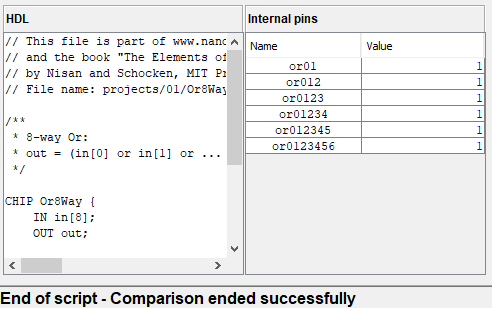 HDL
// This file is part of www.nand
// and the book "The Elements of
// by Nisan and Schocken, MIT Pr
// File name: projects/01/Or8Way
/**
* 8-way Or:
* out = (in[0] or in[1] or ...
*/
CHIP Or8Way {
IN in[8];
OUT out;
Internal pins
Name Value
or01 1
or012 1
or0123 1
or01234 1
or012345 1
or0123456 1
End of script - Comparison ended successfully